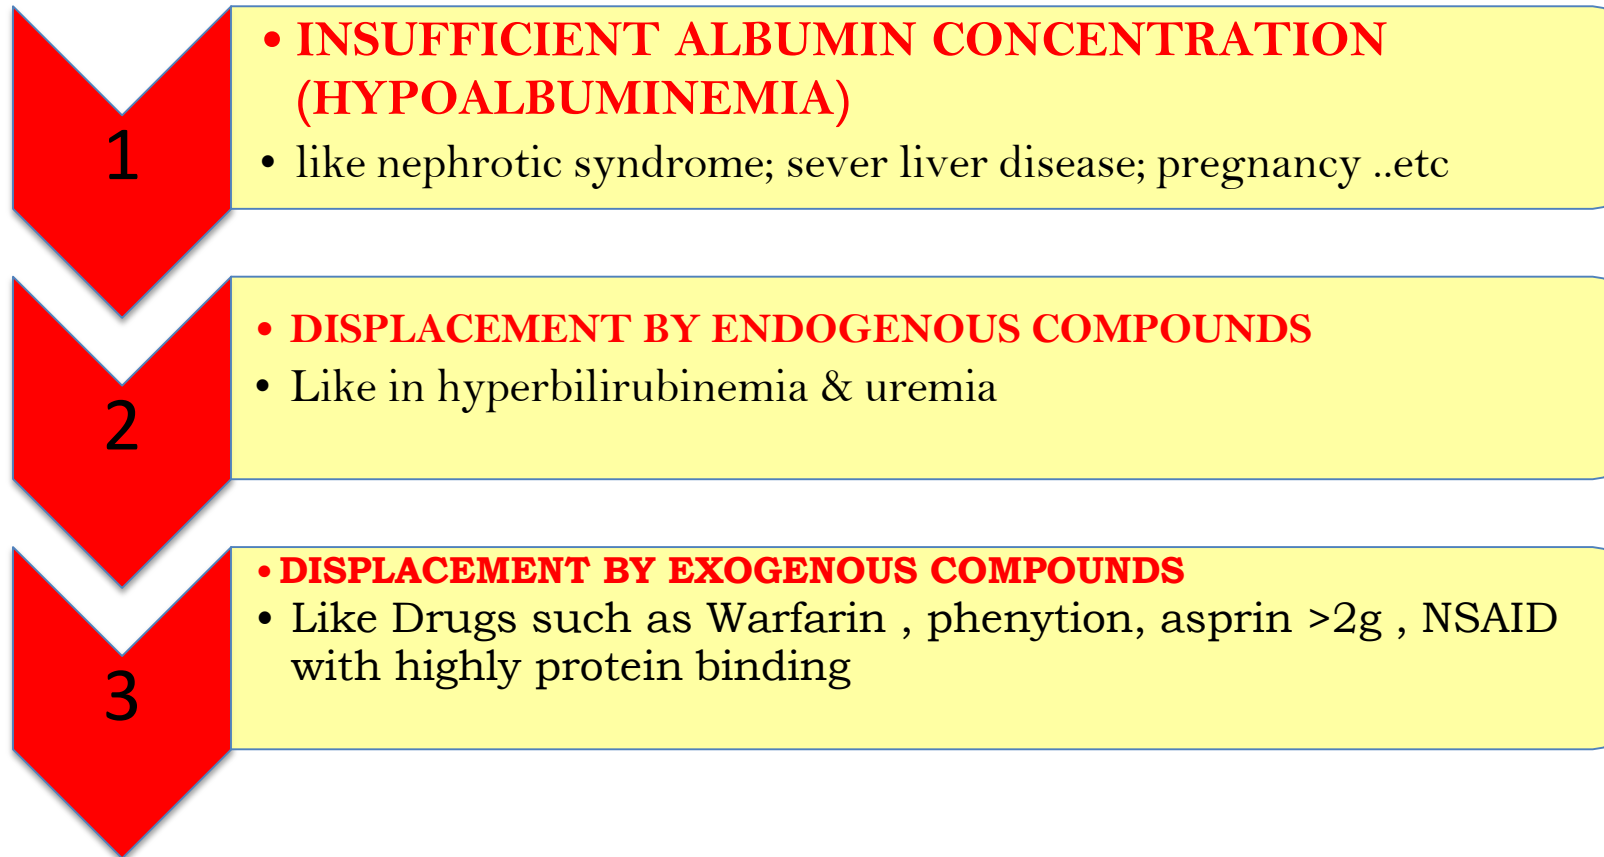 1
• INSUFFICIENT ALBUMIN CONCENTRATION
(HYPOALBUMINEMIA)
• like nephrotic syndrome; sever liver disease; pregnancy ..etc
2
• DISPLACEMENT BY ENDOGENOUS COMPOUNDS
• Like in hyperbilirubinemia & uremia
3
• DISPLACEMENT BY EXOGENOUS COMPOUNDS
• Like Drugs such as Warfarin , phenytion, asprin >2g , NSAID
with highly protein binding